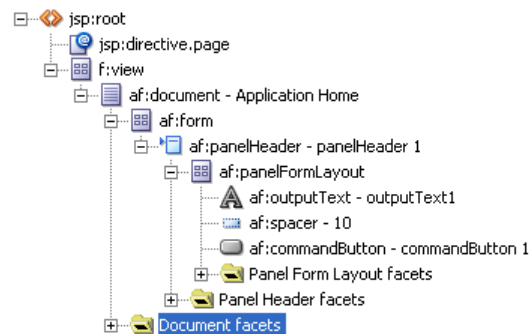 jsp:root
jsp:directive.page
f:view
af:document - Application Home
af:form
af:panelHeader - panelHeader 1
af:panelFormLayout
af:outputText - outputText1
af:spacer - 10
af:commandButton - commandButton 1
Panel Form Layout facets
Panel Header facets
Document facets